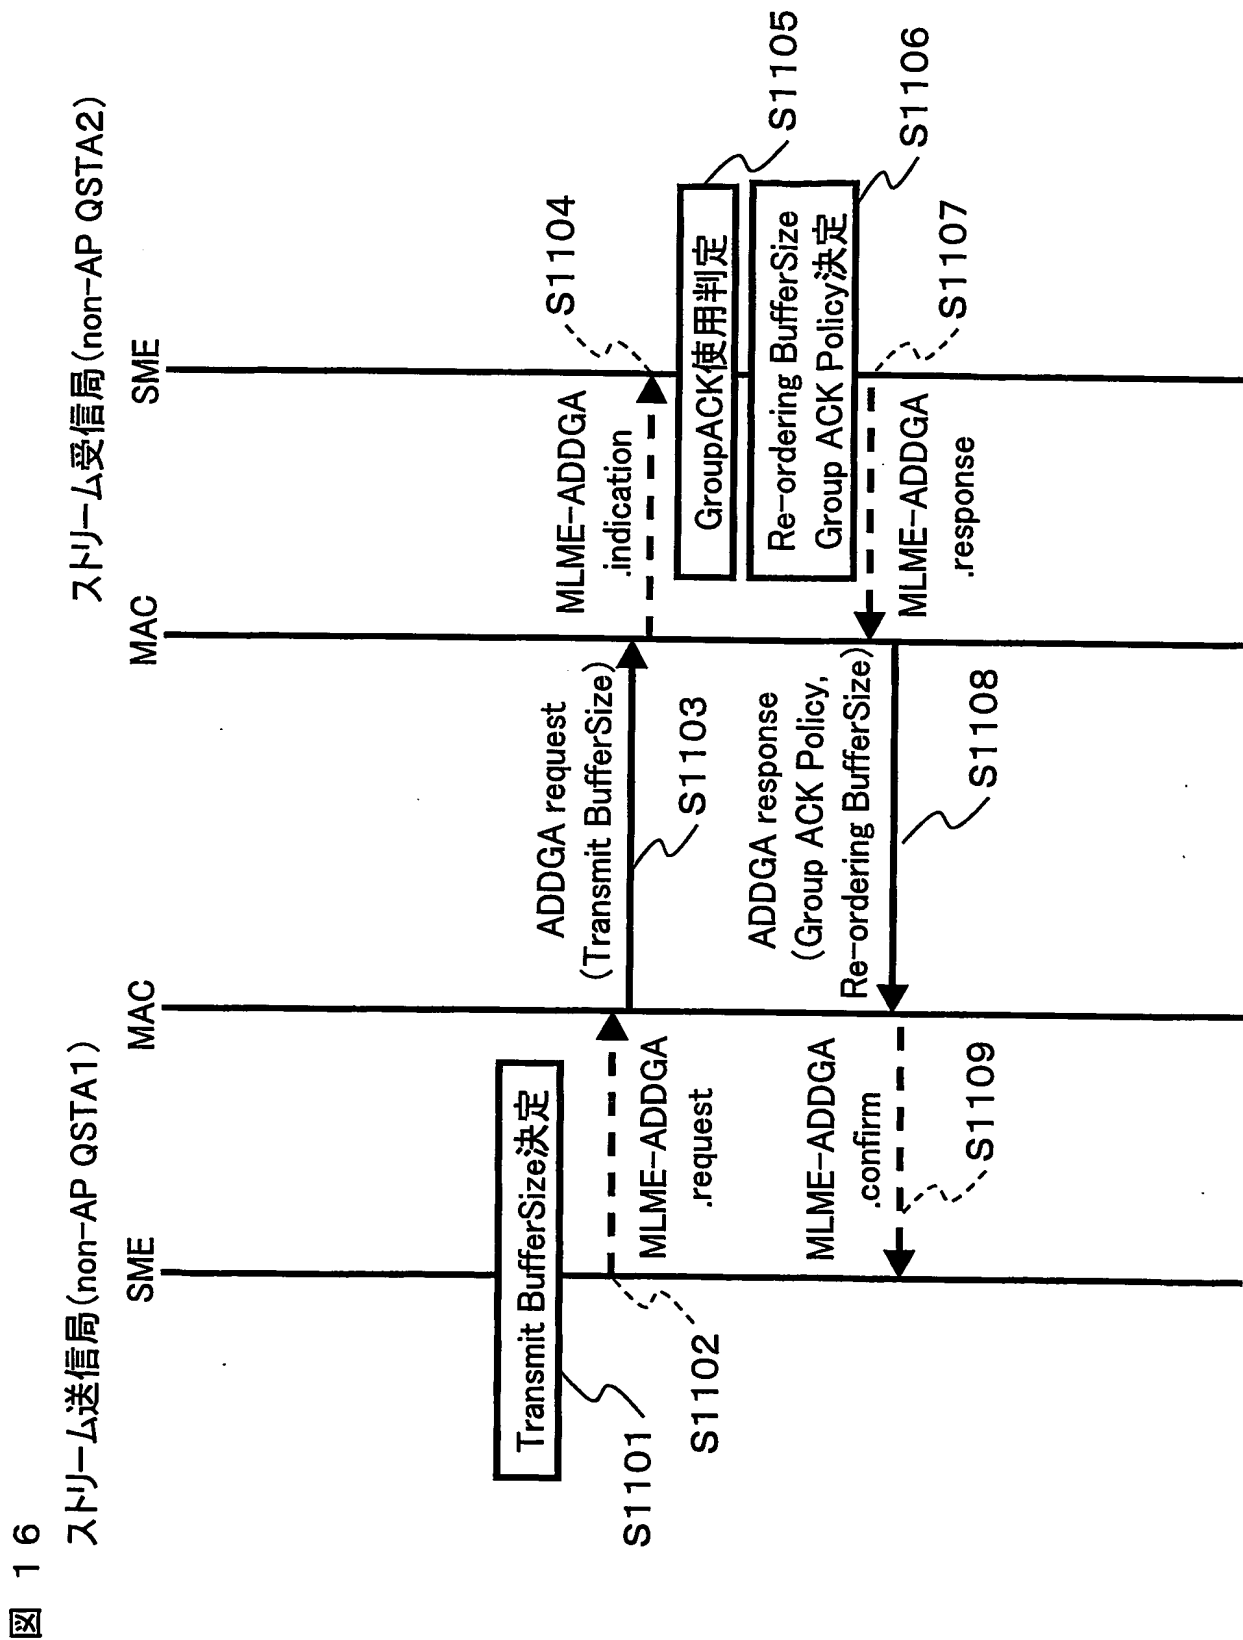 図 16
ストリーム送信局(non-AP QSTA1)
ストリーム受信局(non-AP QSTA2)
SME
MAC
MAC
SME
Transmit BufferSize決定
S1101
S1102
MLME-ADDGA
.request
ADDGA request
(Transmit BufferSize)
S1103
MLME-ADDGA
.indication
S1104
GroupACK使用判定
S1105
Re-ordering BufferSize
Group ACK Policy決定
S1106
MLME-ADDGA
.response
S1107
ADDGA response
(Group ACK Policy,
Re-ordering BufferSize)
S1108
MLME-ADDGA
.confirm
S1109